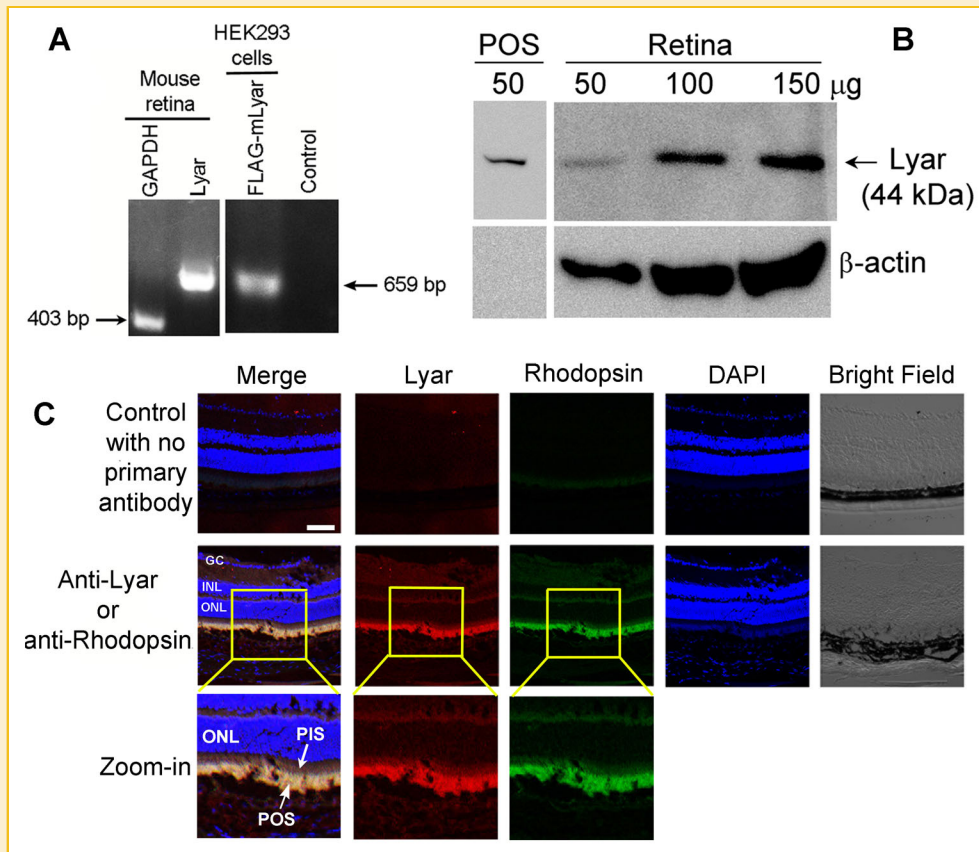 A
HEK293
cells
Mouse
retina
GAPDH
Lyar
FLAG-mLyar
Control
659 bp
403 bp
B
POS Retina
50 50 100 150 μg
Lyar
(44 kDa)
β-actin
C
Merge Lyar Rhodopsin DAPI Bright Field
Control
with no
primary
antibody
Anti-Lyar
or
anti-Rhodopsin
GC
INL
ONL
Zoom-in
ONL PIS
POS